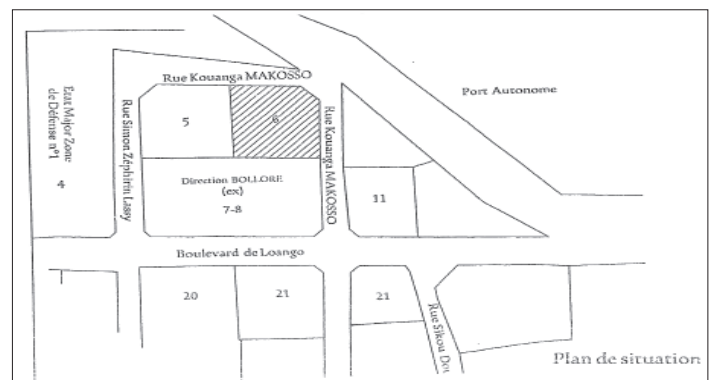 Rue Kouanga MAKOSSO
Port Autonome
Etat Major Zone
de Défense n°1
4
Rue Simon Zéphirin Lassy
5
6
Rue Kouanga MAKOSSO
Direction BOLLORE
(ex)
7-8
11
Boulevard de Loango
20
21
21
Rue Sikou Dou
Plan de situation